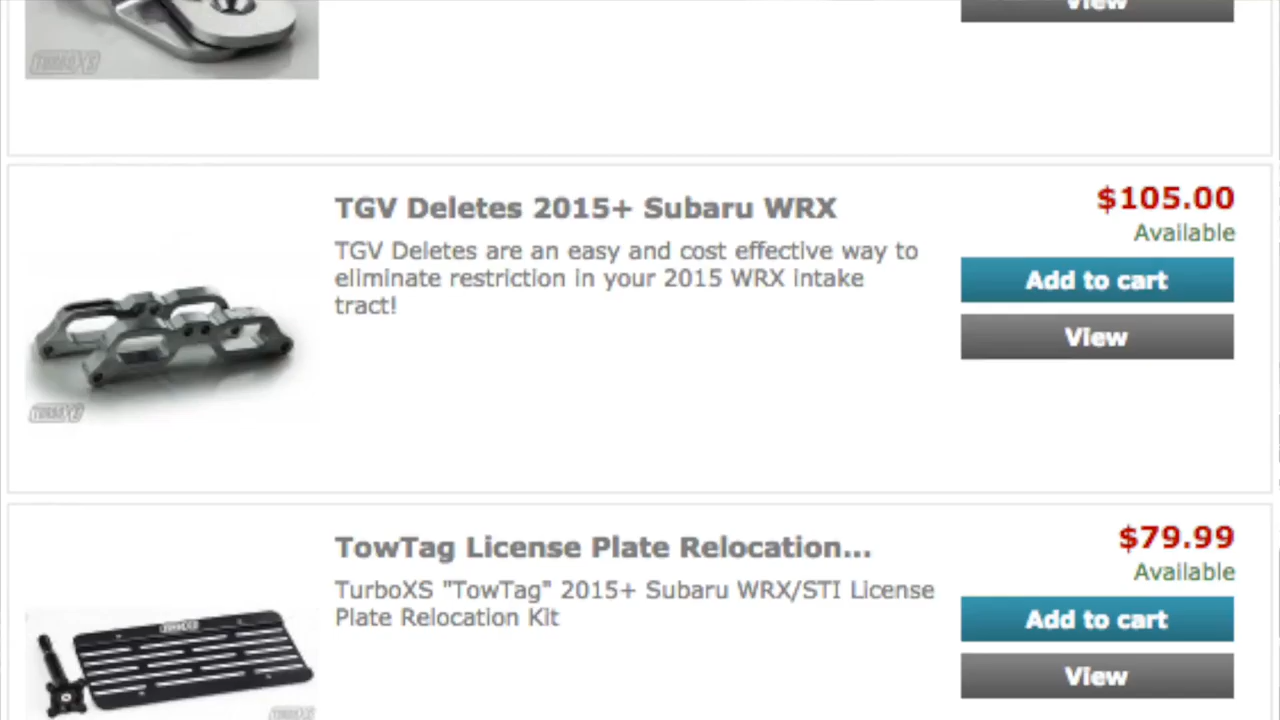 View
TURBOXS
TGV Deletes 2015+ Subaru WRX
TGV Deletes are an easy and cost effective way to
eliminate restriction in your 2015 WRX intake
tract!
$105.00
Available
Add to cart
View
TURBOXS
TowTag License Plate Relocation...
TurboXS "TowTag" 2015+ Subaru WRX/STI License
Plate Relocation Kit
$79.99
Available
Add to cart
View